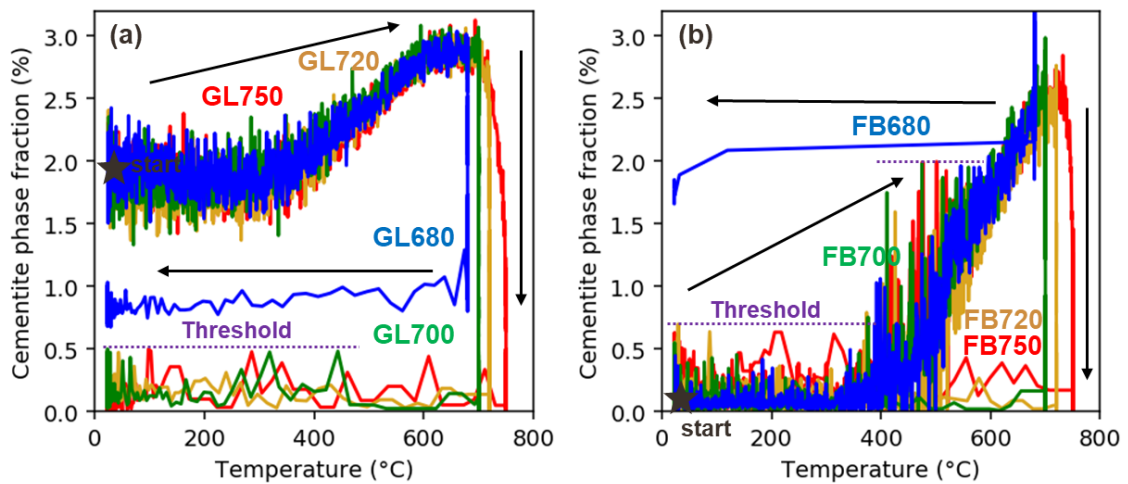 (a)
GL720
GL750
start
GL680
Threshold
GL700
Cementite phase fraction (%)
3.0
2.5
2.0
1.5
1.0
0.5
0.0
0
200
400
600
800
Temperature (°C)
(b)
FB680
FB700
Threshold
FB720
FB750
start
Cementite phase fraction (%)
3.0
2.5
2.0
1.5
1.0
0.5
0.0
0
200
400
600
800
Temperature (°C)